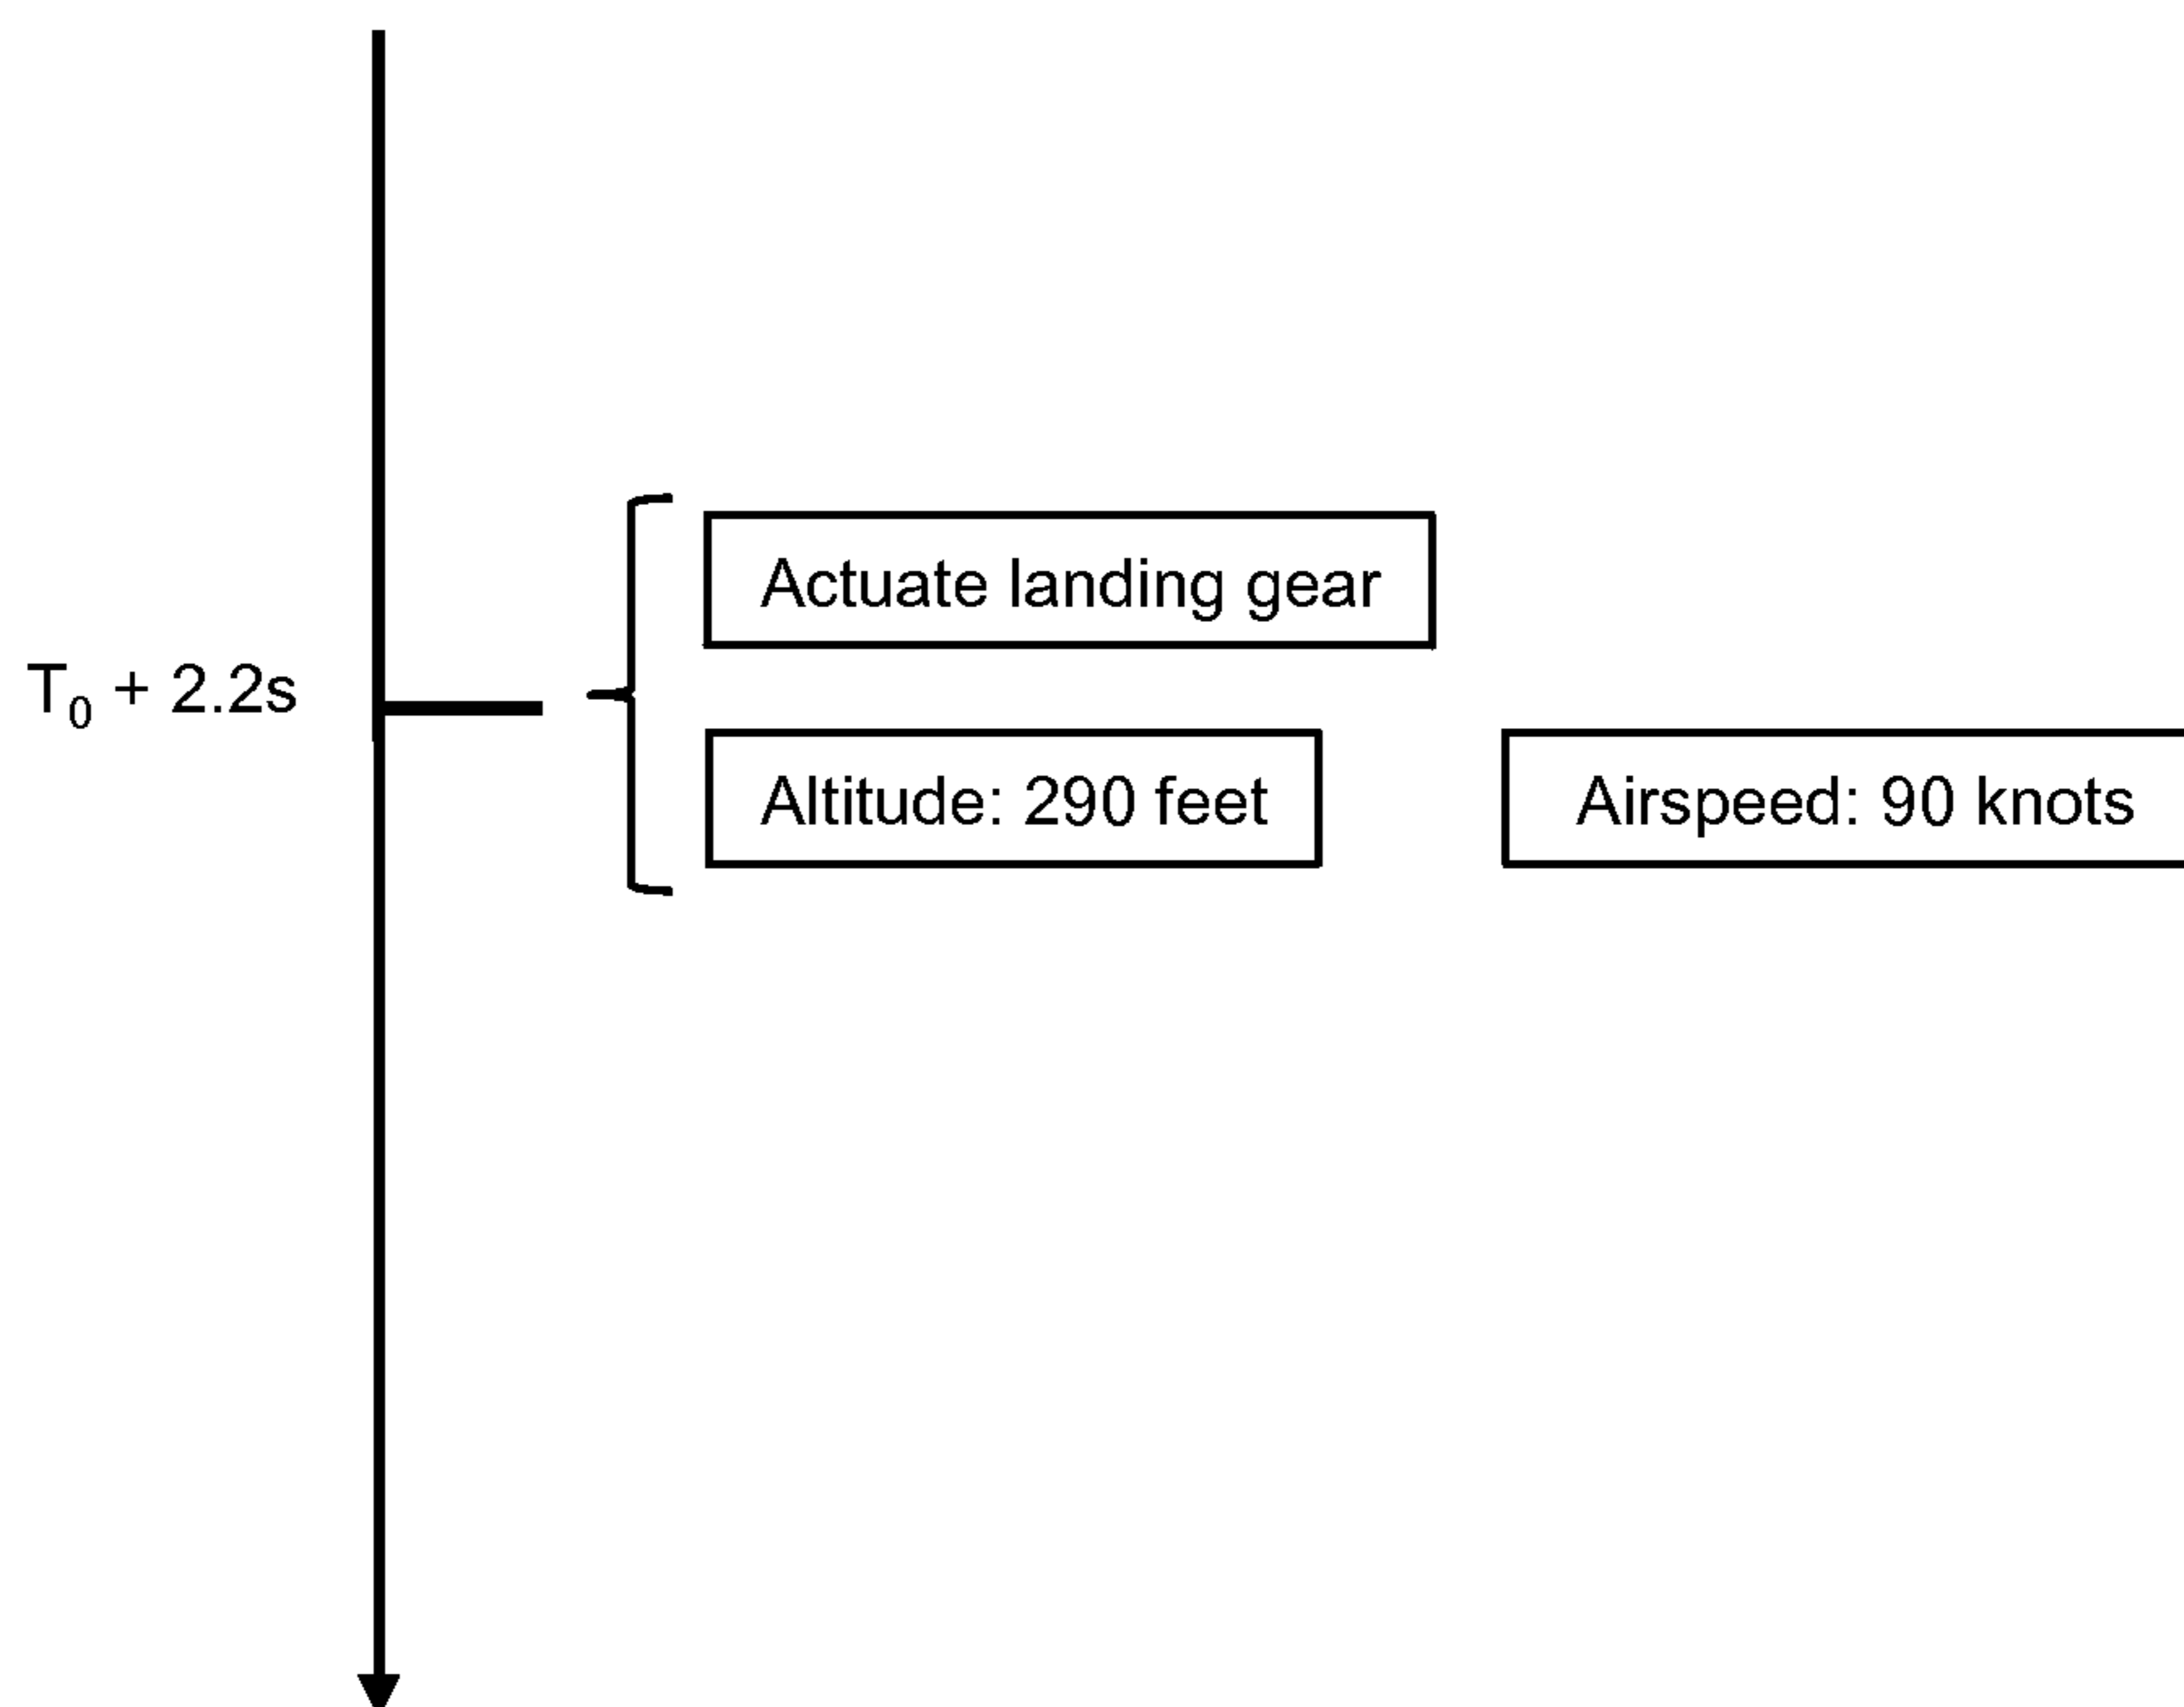 Actuate landing gear
T₀ + 2.2s
Altitude: 290 feet
Airspeed: 90 knots